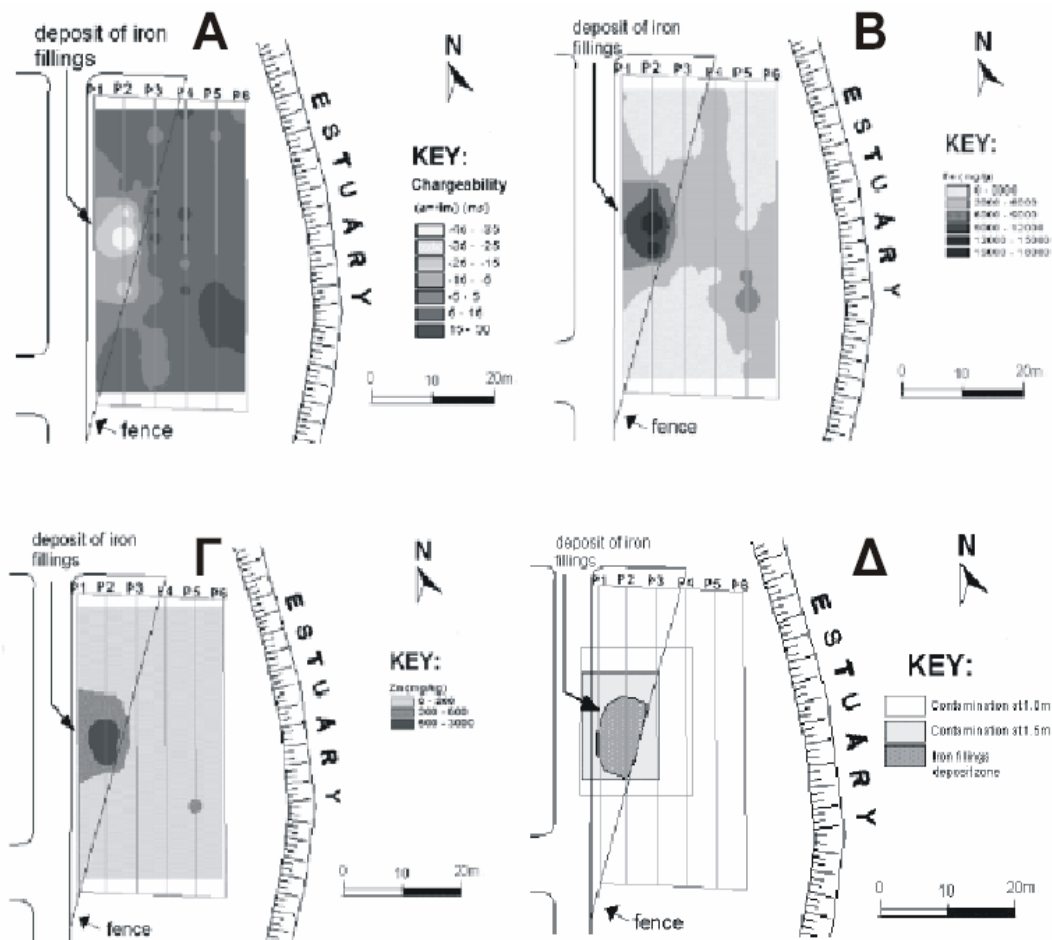 deposit of iron
fillings
A
N
P1 P2 P3 P4 P5 P6
ESTUARY
KEY:
Chargeability
-5 - 5
15 - 30
0 10 20m
fence
deposit of iron
fillings
B
N
P1 P2 P3 P4 P5 P6
ESTUARY
KEY:
0 10 20m
fence
deposit of iron
fillings
Γ
N
P1 P2 P3 P4 P5 P6
ESTUARY
KEY:
0 10 20m
fence
deposit of iron
fillings
Δ
N
P1 P2 P3 P4 P5 P6
ESTUARY
KEY:
Contamination at 1.0m
Contamination at 1.5m
Iron fillings
deposit zone
0 10 20m
fence